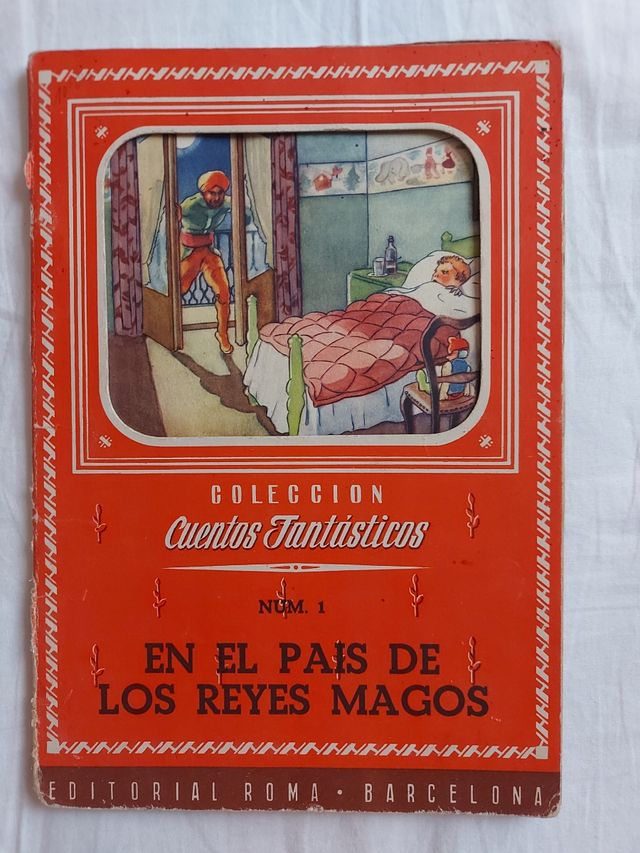 COLECCION
Cuentos Fantásticos
NÚM. 1
EN EL PAIS DE
LOS REYES MAGOS
EDITORIAL ROMA • BARCELONA